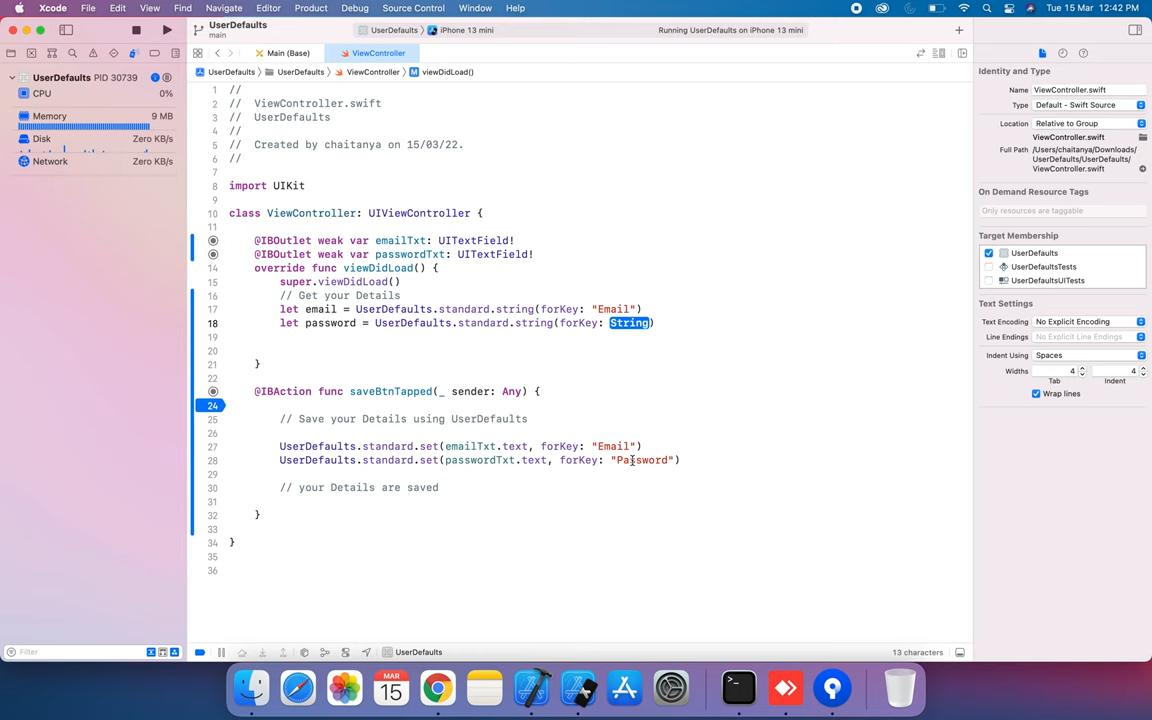 Xcode File Edit View Find Navigate Editor Product Debug Source Control Window Help Tue 15 Mar 12:42 PM
UserDefaults
main
UserDefaults iPhone 13 mini
Running UserDefaults on iPhone 13 mini
Main (Base) ViewController
UserDefaults UserDefaults ViewController M viewDidLoad()
UserDefaults PID 30739
CPU 0%
Memory 9 MB
Disk Zero KB/s
Network Zero KB/s
1 //
2 // ViewController.swift
3 // UserDefaults
4 //
5 // Created by chaitanya on 15/03/22.
6 //
7
8 import UIKit
9
10 class ViewController: UIViewController {
11
@IBOutlet weak var emailTxt: UITextField!
@IBOutlet weak var passwordTxt: UITextField!
14 override func viewDidLoad() {
15 super.viewDidLoad()
16 // Get your Details
17 let email = UserDefaults.standard.string(forKey: "Email")
18 let password = UserDefaults.standard.string(forKey: String)
19
20
21 }
22
@IBAction func saveBtnTapped(_ sender: Any) {
24
25 // Save your Details using UserDefaults
26
27 UserDefaults.standard.set(emailTxt.text, forKey: "Email")
28 UserDefaults.standard.set(passwordTxt.text, forKey: "Password")
29
30 // your Details are saved
31
32 }
33
34 }
35
36
Identity and Type
Name ViewController.swift
Type Default - Swift Source
Location Relative to Group
ViewController.swift
Full Path /Users/chaitanya/Downloads/
UserDefaults/UserDefaults/
ViewController.swift
On Demand Resource Tags
Only resources are taggable
Target Membership
UserDefaults
UserDefaultsTests
UserDefaultsUITests
Text Settings
Text Encoding No Explicit Encoding
Line Endings No Explicit Line Endings
Indent Using Spaces
Widths 4 4
Tab Indent
Wrap lines
Filter
UserDefaults
13 characters
MAR
15